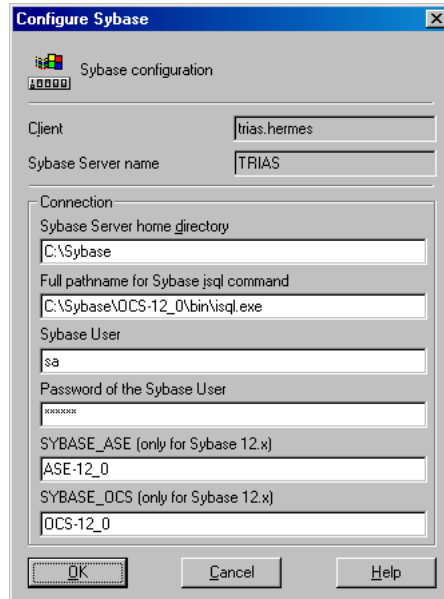 Configure Sybase
Sybase configuration
Client
trias.hermes
Sybase Server name
TRIAS
Connection
Sybase Server home directory
C:\Sybase
Full pathname for Sybase isql command
C:\Sybase\OCS-12_0\bin\isql.exe
Sybase User
sa
Password of the Sybase User
××××××
SYBASE_ASE (only for Sybase 12.x)
ASE-12_0
SYBASE_OCS (only for Sybase 12.x)
OCS-12_0
OK
Cancel
Help